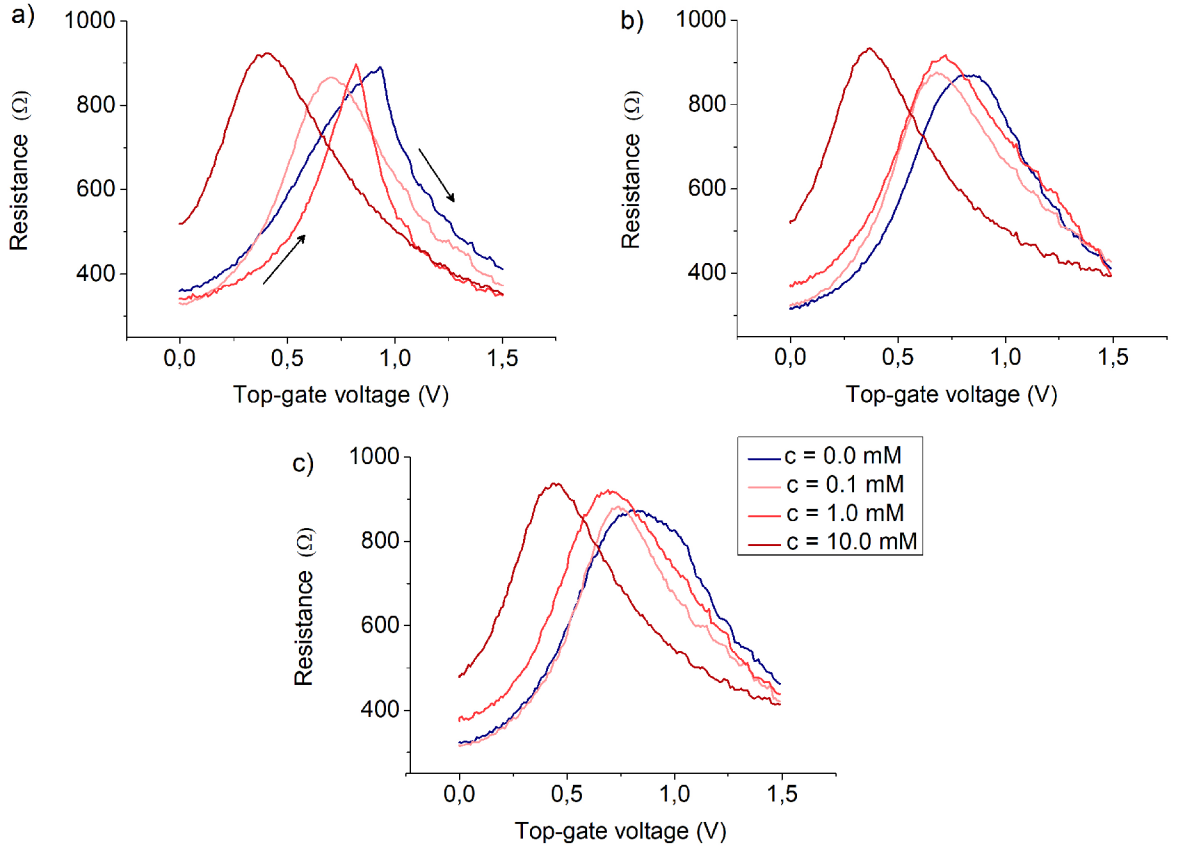 a)
1000
800
600
400
Resistance (Ω)
0,0 0,5 1,0 1,5
Top-gate voltage (V)
b)
1000
800
600
400
Resistance (Ω)
0,0 0,5 1,0 1,5
Top-gate voltage (V)
c)
1000
800
600
400
Resistance (Ω)
0,0 0,5 1,0 1,5
Top-gate voltage (V)
c = 0.0 mM
c = 0.1 mM
c = 1.0 mM
c = 10.0 mM